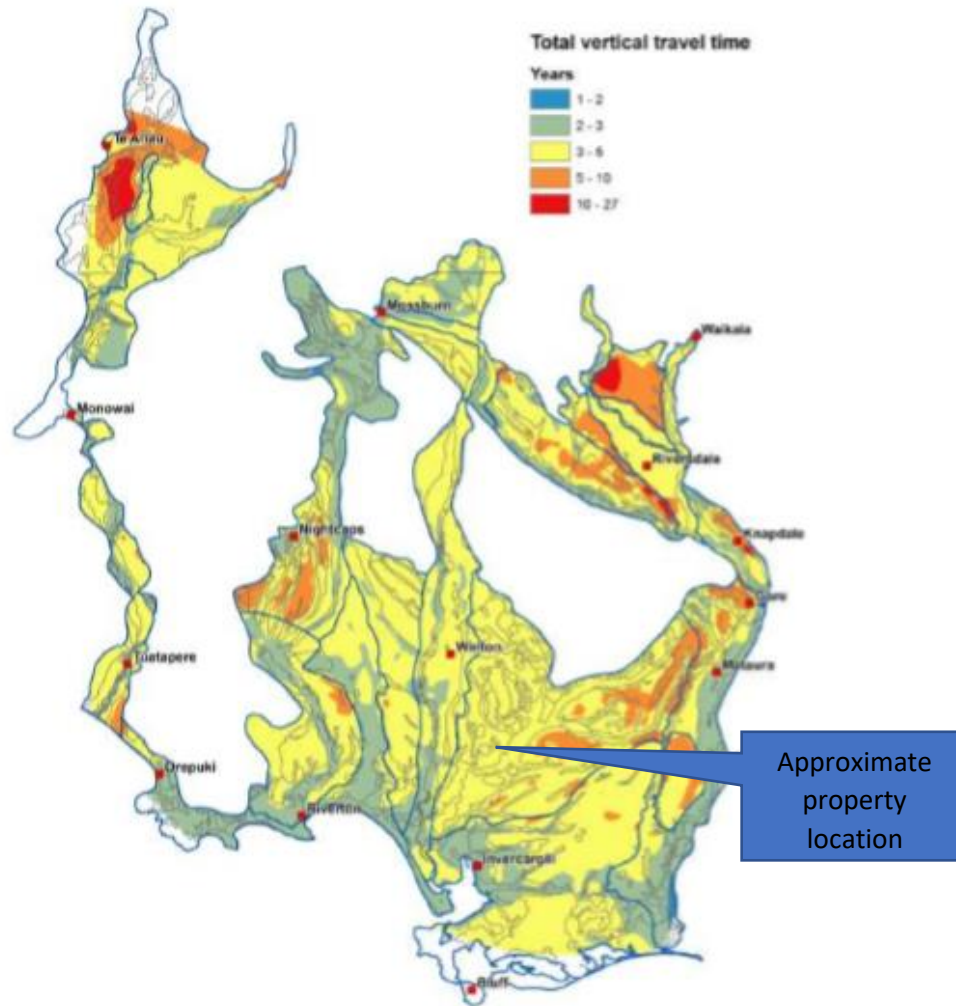 Total vertical travel time
Years
1 - 2
2 - 3
3 - 5
5 - 10
10 - 27
Te Anau
Mossburn
Waikaia
Monowai
Riversdale
Nightcaps
Knapdale
Gore
Winton
Tuatapere
Mataura
Orepuki
Riverton
Invercargill
Bluff
Approximate
property
location